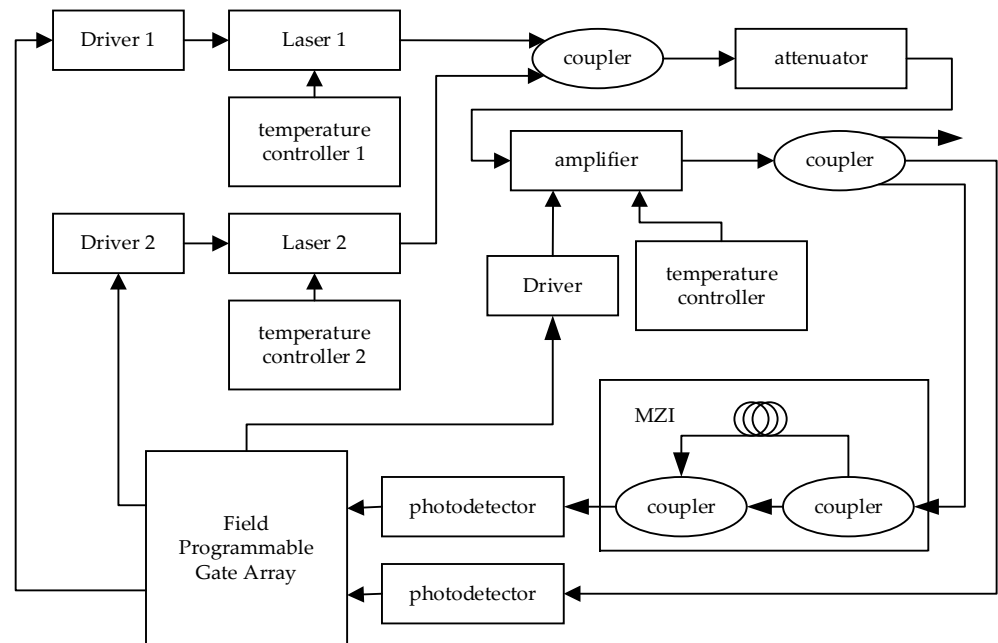 Driver 1
Laser 1
coupler
attenuator
temperature
controller 1
amplifier
coupler
Driver 2
Laser 2
temperature
controller 2
Driver
temperature
controller
MZI
Field
Programmable
Gate Array
photodetector
coupler
coupler
photodetector